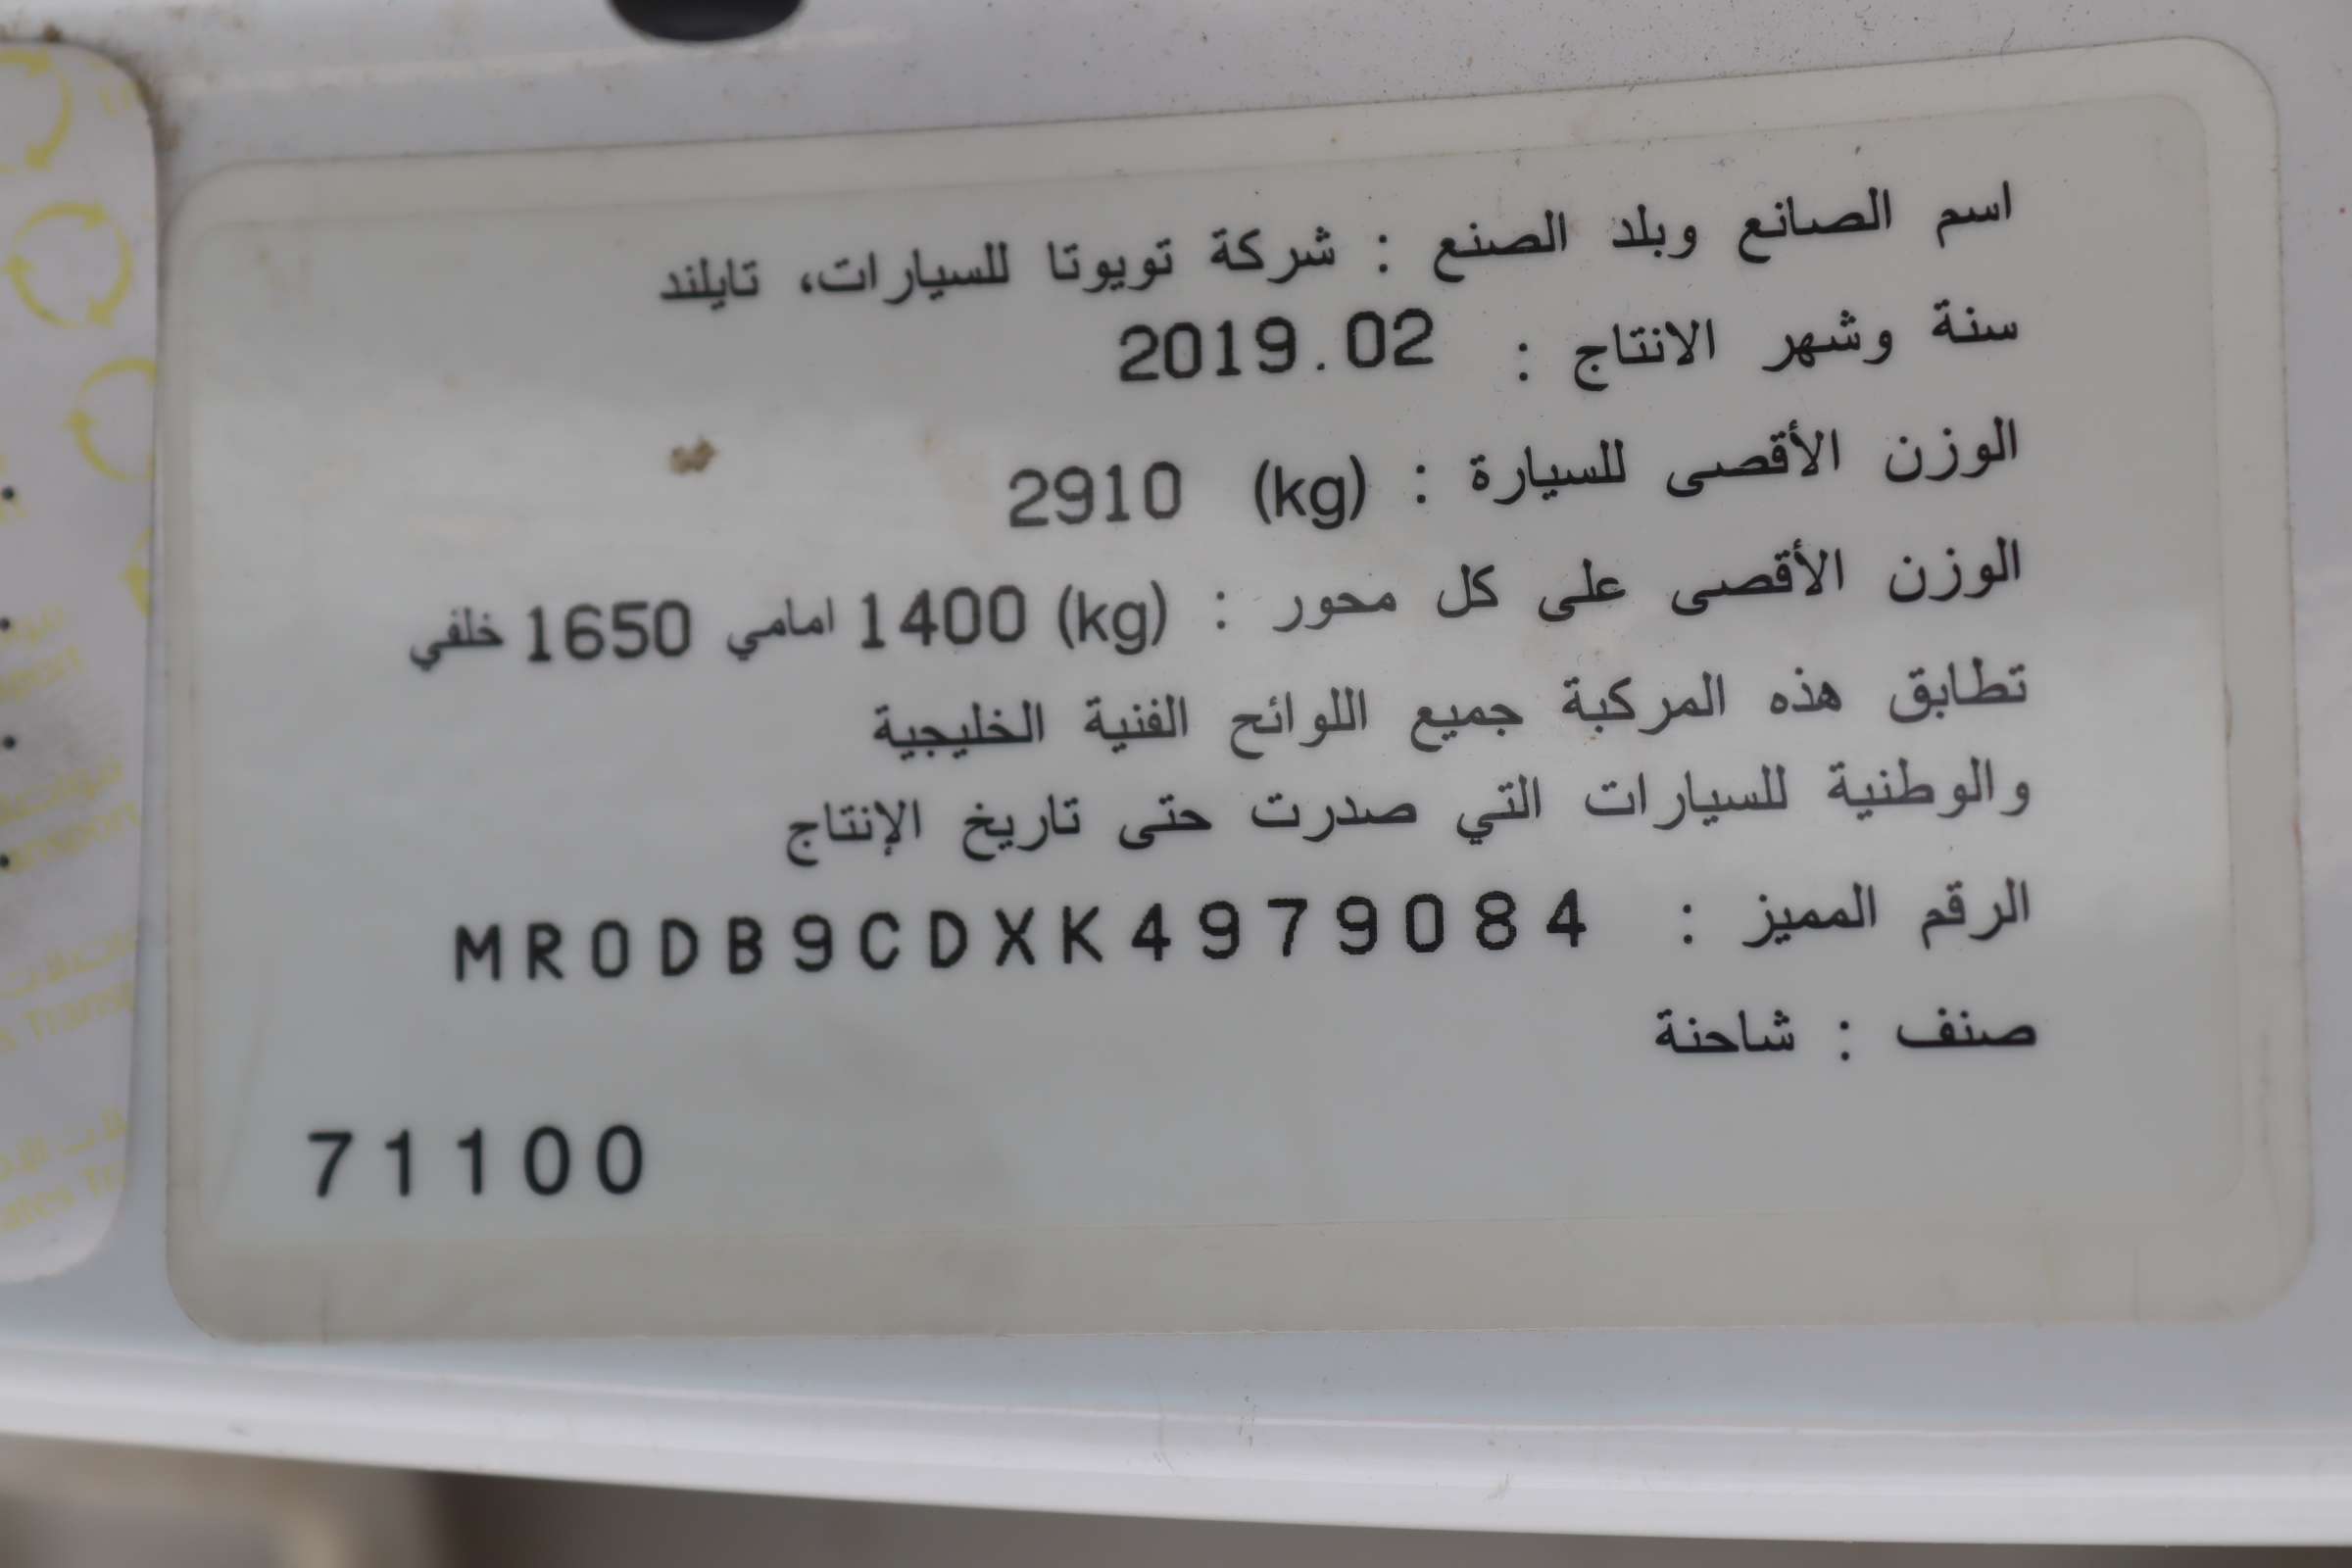 اسم الصانع وبلد الصنع : شركة تويوتا للسيارات، تايلند
سنة وشهر الانتاج : 2019.02
الوزن الأقصى للسيارة : (kg) 2910
الوزن الأقصى على كل محور : (kg) 1400 امامي 1650 خلفي
تطابق هذه المركبة جميع اللوائح الفنية الخليجية
والوطنية للسيارات التي صدرت حتى تاريخ الإنتاج
الرقم المميز : MR0DB9CDXK4979084
صنف : شاحنة
71100